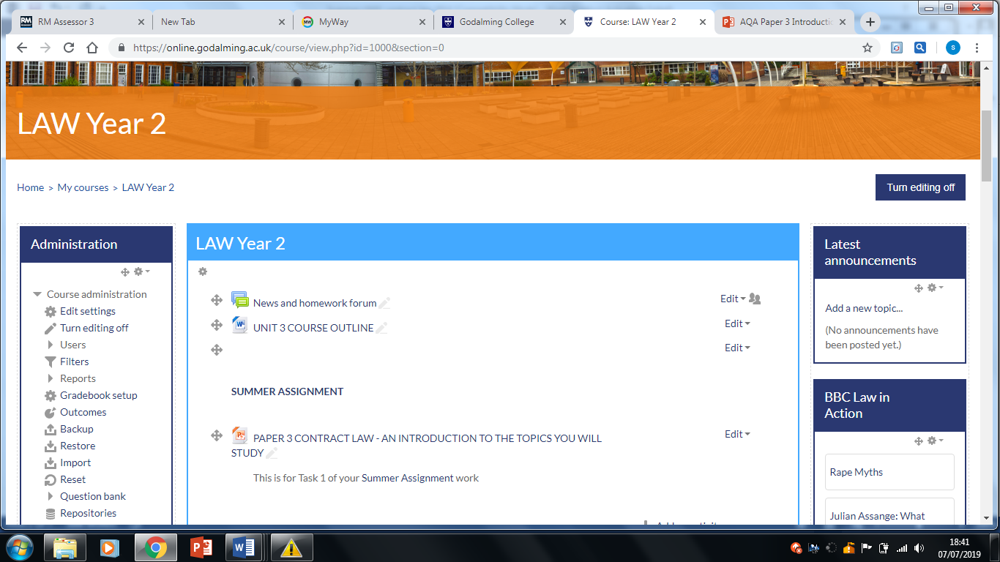 RM Assessor 3
New Tab
MyWay
Godalming College
Course: LAW Year 2
AQA Paper 3 Introductio
https://online.godalming.ac.uk/course/view.php?id=1000&section=0
S
LAW Year 2
Home > My courses > LAW Year 2
Turn editing off
Administration
Course administration
Edit settings
Turn editing off
Users
Filters
Reports
Gradebook setup
Outcomes
Backup
Restore
Import
Reset
Question bank
Repositories
LAW Year 2
News and homework forum
Edit
UNIT 3 COURSE OUTLINE
Edit
Edit
SUMMER ASSIGNMENT
PAPER 3 CONTRACT LAW - AN INTRODUCTION TO THE TOPICS YOU WILL
STUDY
Edit
This is for Task 1 of your Summer Assignment work
Latest
announcements
Add a new topic...
(No announcements have
been posted yet.)
BBC Law in
Action
Rape Myths
Julian Assange: What
18:41
07/07/2019